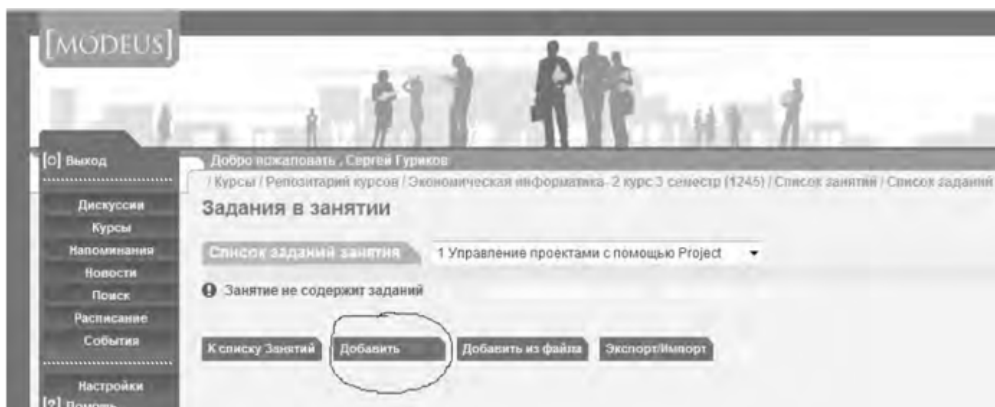 [MODEUS]
[O] Выход
Добро пожаловать , Сергей Гуриков
/ Курсы / Репозитарий курсов / Экономическая информатика- 2 курс 3 семестр (1245) / Список занятий / Список заданий
Дискуссии
Курсы
Напоминания
Новости
Поиск
Расписание
События
Настройки
[?] Помощь
Задания в занятии
Список заданий занятия
1 Управление проектами с помощью Project
Занятие не содержит заданий
К списку Занятий
Добавить
Добавить из файла
Экспорт/Импорт